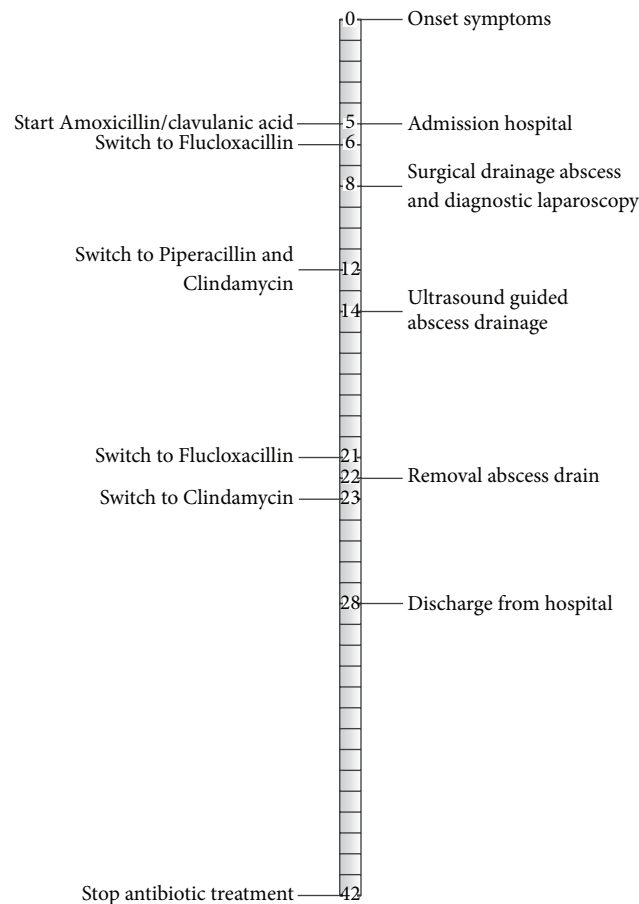 0 Onset symptoms
Start Amoxicillin/clavulanic acid 5 Admission hospital
Switch to Flucloxacillin 6
8 Surgical drainage abscess
and diagnostic laparoscopy
Switch to Piperacillin and
Clindamycin
12
14 Ultrasound guided
abscess drainage
Switch to Flucloxacillin 21
22 Removal abscess drain
Switch to Clindamycin 23
28 Discharge from hospital
Stop antibiotic treatment 42